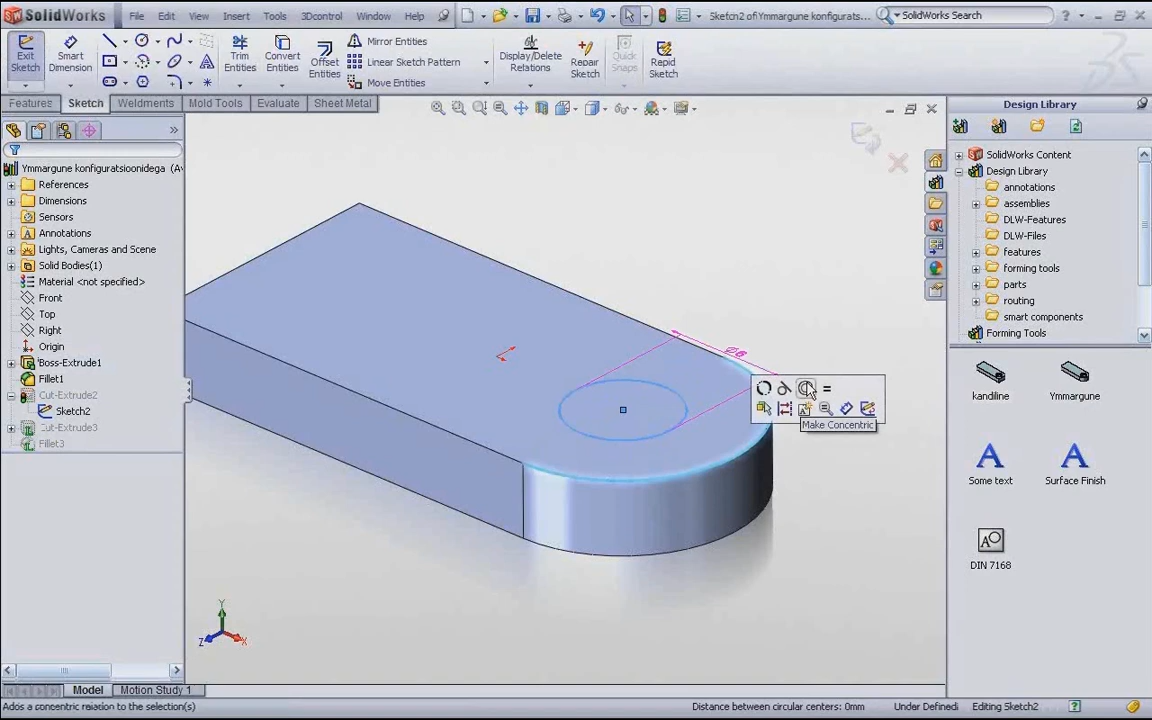 SolidWorks File Edit View Insert Tools 3Dcontrol Window Help Sketch2 of Ymmargune konfigurats... SolidWorks Search
Exit Sketch
Smart Dimension
Trim Entities
Convert Entities
Offset Entities
Mirror Entities
Linear Sketch Pattern
Move Entities
Display/Delete Relations
Repair Sketch
Quick Snaps
Rapid Sketch
Features Sketch Weldments Mold Tools Evaluate Sheet Metal
Design Library
Ymmargune konfiguratsioonidega (Av
References
Dimensions
Sensors
Annotations
Lights, Cameras and Scene
Solid Bodies(1)
Material <not specified>
Front
Top
Right
Origin
Boss-Extrude1
Fillet1
Cut-Extrude2
Sketch2
Cut-Extrude3
Fillet3
Ø6
Make Concentric
SolidWorks Content
Design Library
annotations
assemblies
DLW-Features
DLW-Files
features
forming tools
parts
routing
smart components
Forming Tools
kandiline
Ymmargune
A
Some text
A
Surface Finish
DIN 7168
Y
Z
X
Model Motion Study 1
Adds a concentric relation to the selection(s) Distance between circular centers: 0mm Under Defined Editing Sketch2